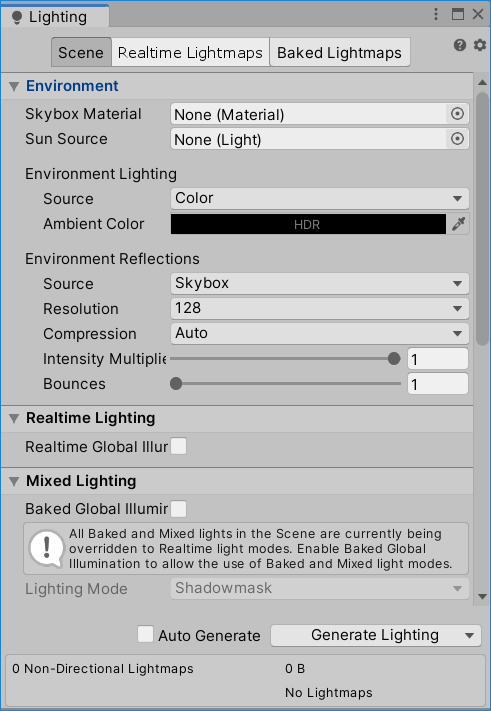 Lighting
Scene Realtime Lightmaps Baked Lightmaps
Environment
Skybox Material None (Material)
Sun Source None (Light)
Environment Lighting
Source Color
Ambient Color HDR
Environment Reflections
Source Skybox
Resolution 128
Compression Auto
Intensity Multiplie 1
Bounces 1
Realtime Lighting
Realtime Global Illur
Mixed Lighting
Baked Global Illumir
All Baked and Mixed lights in the Scene are currently being
overridden to Realtime light modes. Enable Baked Global
Illumination to allow the use of Baked and Mixed light modes.
Lighting Mode Shadowmask
Auto Generate Generate Lighting
0 Non-Directional Lightmaps 0 B
No Lightmaps